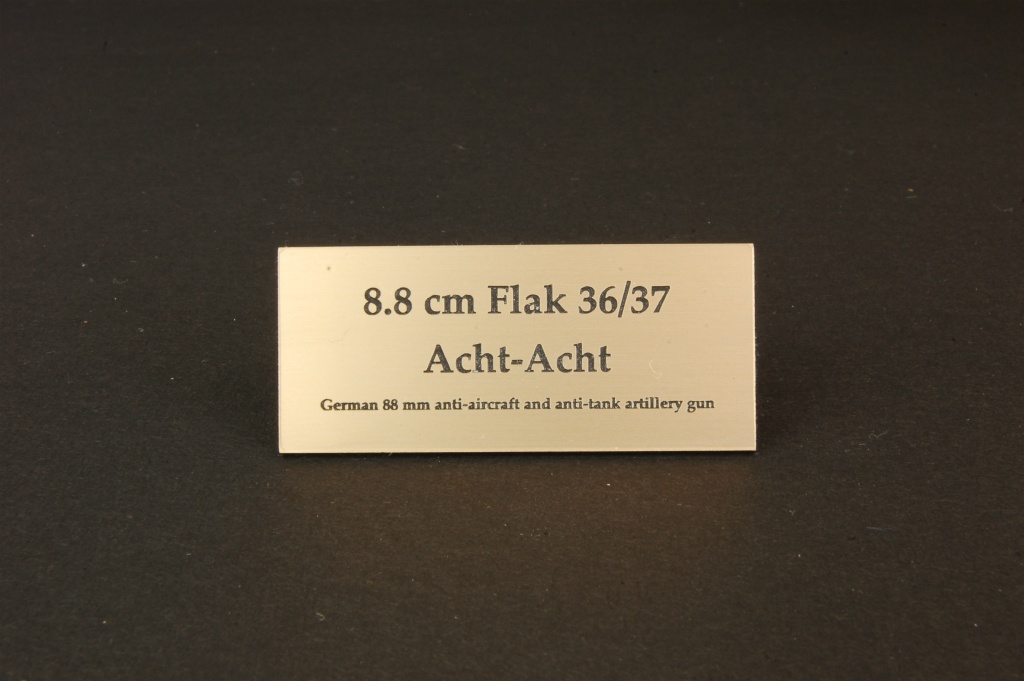 8.8 cm Flak 36/37
Acht-Acht
German 88 mm anti-aircraft and anti-tank artillery gun